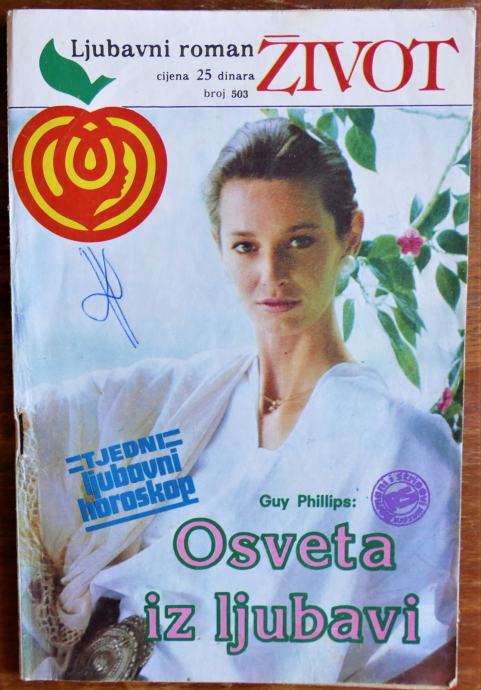 Ljubavni roman
ŽIVOT
cijena 25 dinara
broj 503
TJEDNI
ljubavni
horoskop
Guy Phillips:
Osveta
iz ljubavi